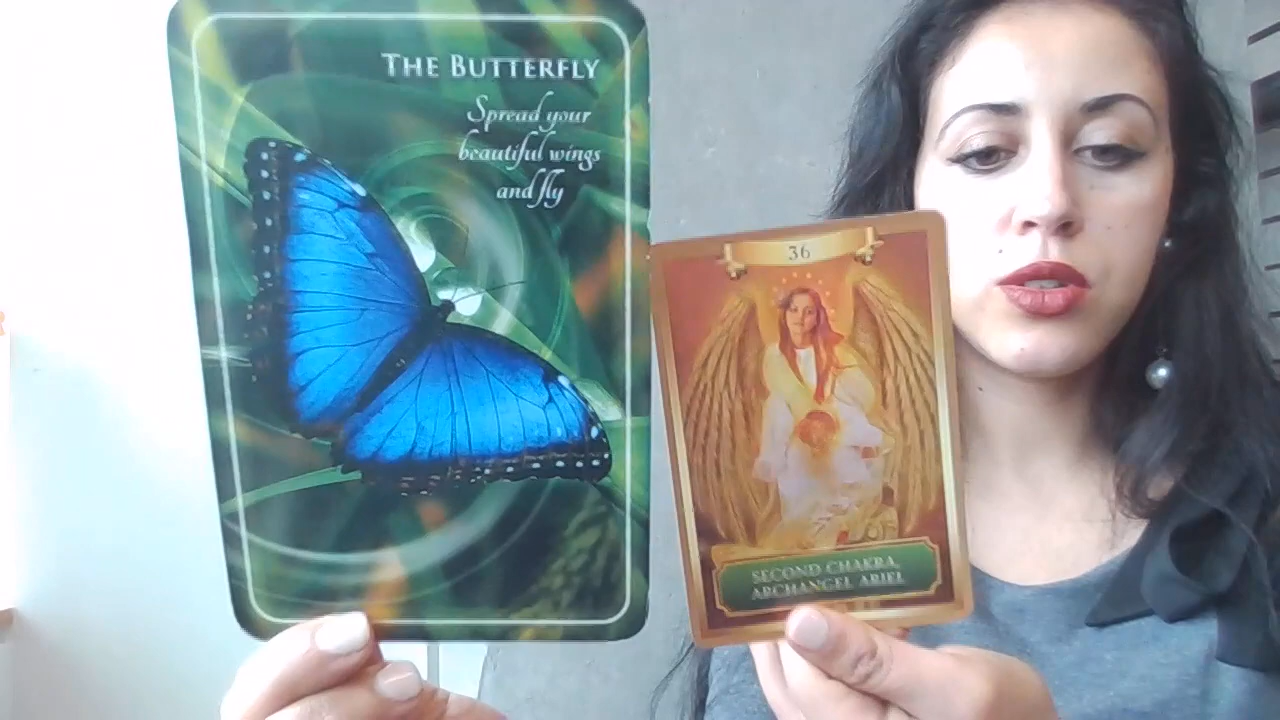 THE BUTTERFLY
Spread your
beautiful wings
and fly
36
SECOND CHAKRA,
ARCHANGEL ARIEL